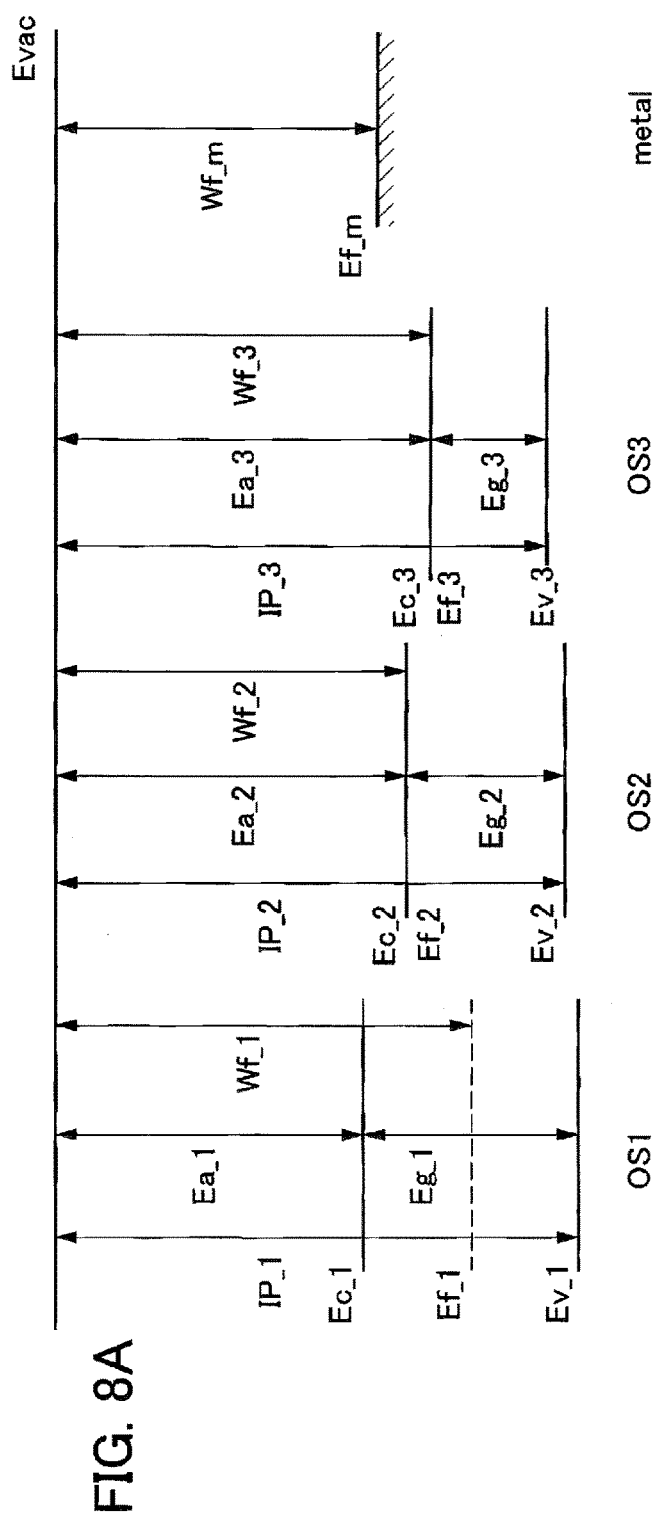 FIG. 8A
Evac
IP_1
Ea_1
Wf_1
Ec_1
Eg_1
Ef_1
Ev_1
OS1
IP_2
Ea_2
Wf_2
Ec_2
Ef_2
Eg_2
Ev_2
OS2
IP_3
Ea_3
Wf_3
Ec_3
Ef_3
Eg_3
Ev_3
OS3
Wf_m
Ef_m
metal